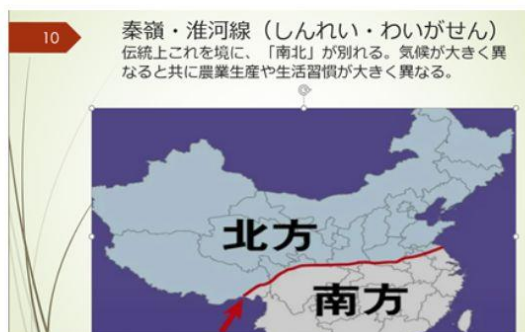 10
秦嶺・淮河線（しんれい・わいがせん）
伝統上これを境に、「南北」が別れる。気候が大きく異
なると共に農業生産や生活習慣が大きく異なる。
北方
南方